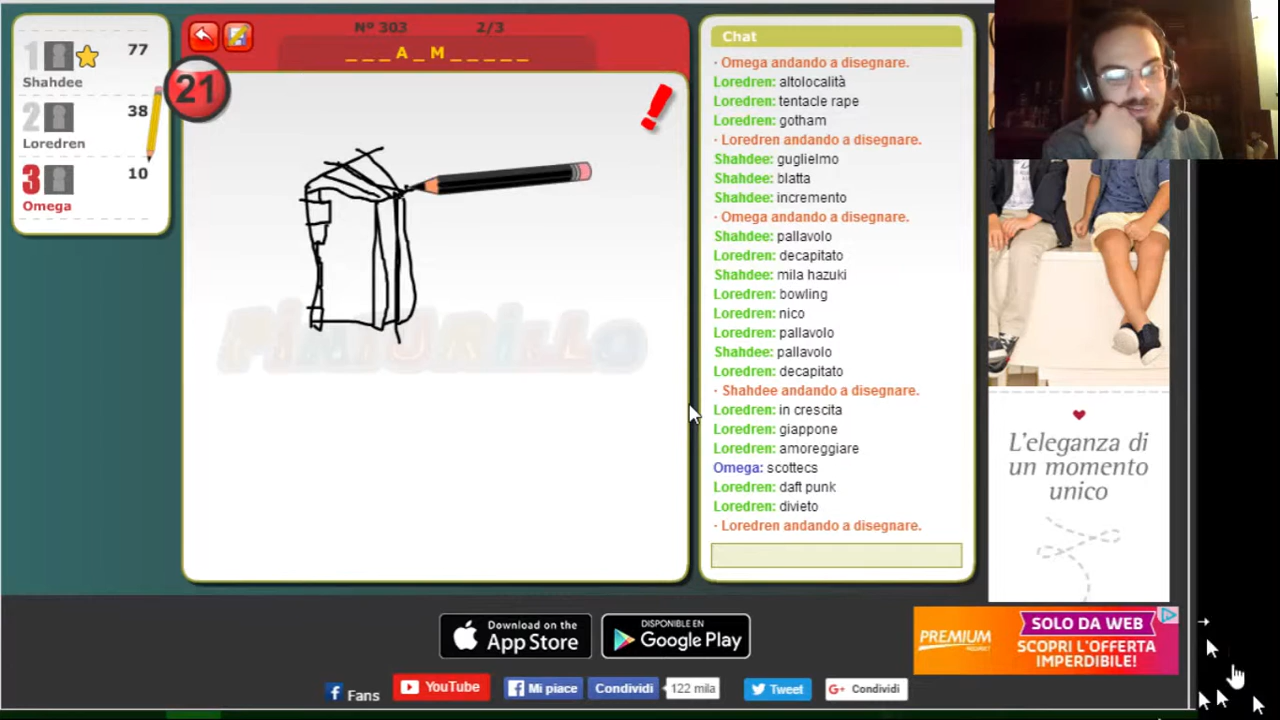 1 77
Shahdee
2 38
Loredren
3 10
Omega
21
Nº 303 2/3
_ _ _ A _ M _ _ _ _ _
Pinturillo
Chat
· Omega andando a disegnare.
Loredren: altolocalità
Loredren: tentacle rape
Loredren: gotham
· Loredren andando a disegnare.
Shahdee: guglielmo
Shahdee: blatta
Shahdee: incremento
· Omega andando a disegnare.
Shahdee: pallavolo
Loredren: decapitato
Shahdee: mila hazuki
Loredren: bowling
Loredren: nico
Loredren: pallavolo
Shahdee: pallavolo
Loredren: decapitato
· Shahdee andando a disegnare.
Loredren: in crescita
Loredren: giappone
Loredren: amoreggiare
Omega: scottecs
Loredren: daft punk
Loredren: divieto
· Loredren andando a disegnare.
L'eleganza di
un momento
unico
Download on the
App Store
DISPONIBLE EN
Google Play
PREMIUM
SOLO DA WEB
SCOPRI L'OFFERTA
IMPERDIBILE!
Fans
YouTube
Mi piace
Condividi
122 mila
Tweet
G+ Condividi